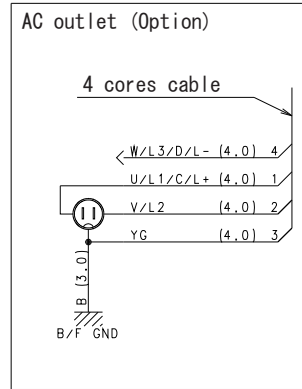 AC outlet (Option)
4 cores cable
W/L3/D/L- (4.0) 4
U/L1/C/L+ (4.0) 1
V/L2 (4.0) 2
YG (4.0) 3
B (3.0)
B/F GND